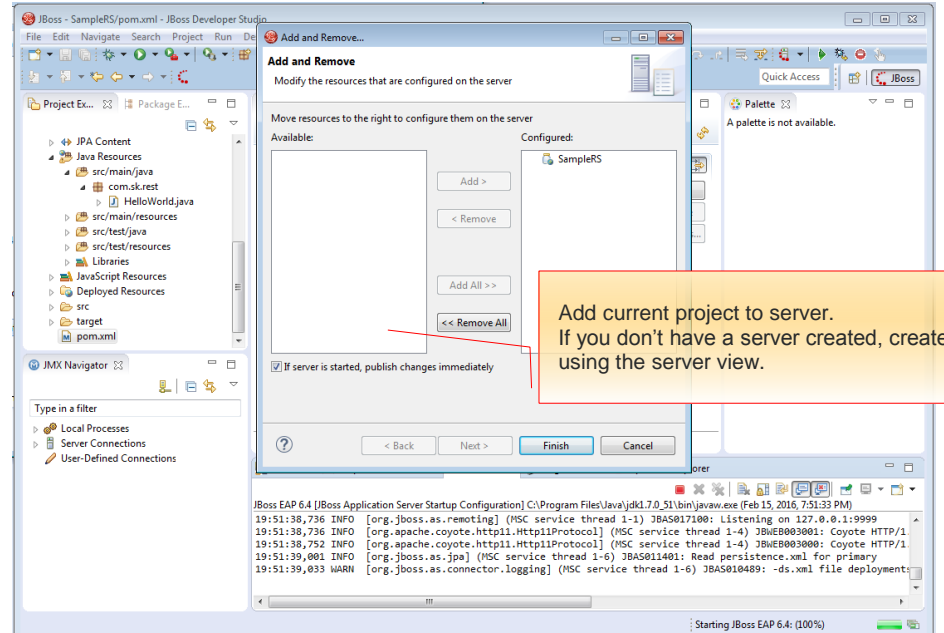 JBoss - SampleRS/pom.xml - JBoss Developer Studio
File Edit Navigate Search Project Run De
Quick Access
JBoss
Project Ex...
Package E...
JPA Content
Java Resources
src/main/java
com.sk.rest
HelloWorld.java
src/main/resources
src/test/java
src/test/resources
Libraries
JavaScript Resources
Deployed Resources
src
target
pom.xml
JMX Navigator
Type in a filter
Local Processes
Server Connections
User-Defined Connections
Add and Remove...
Add and Remove
Modify the resources that are configured on the server
Move resources to the right to configure them on the server
Available:
Configured:
SampleRS
Add >
< Remove
Add All >>
<< Remove All
If server is started, publish changes immediately
< Back
Next >
Finish
Cancel
Palette
A palette is not available.
Add current project to server.
If you don't have a server created, create
using the server view.
orer
JBoss EAP 6.4 [JBoss Application Server Startup Configuration] C:\Program Files\Java\jdk1.7.0_51\bin\javaw.exe (Feb 15, 2016, 7:51:33 PM)
19:51:38,736 INFO [org.jboss.as.remoting] (MSC service thread 1-1) JBAS017100: Listening on 127.0.0.1:9999
19:51:38,736 INFO [org.apache.coyote.http11.Http11Protocol] (MSC service thread 1-4) JBWEB003001: Coyote HTTP/1.
19:51:38,752 INFO [org.apache.coyote.http11.Http11Protocol] (MSC service thread 1-4) JBWEB003000: Coyote HTTP/1.
19:51:39,001 INFO [org.jboss.as.jpa] (MSC service thread 1-6) JBAS011401: Read persistence.xml for primary
19:51:39,033 WARN [org.jboss.as.connector.logging] (MSC service thread 1-6) JBAS010489: -ds.xml file deployments
Starting JBoss EAP 6.4: (100%)